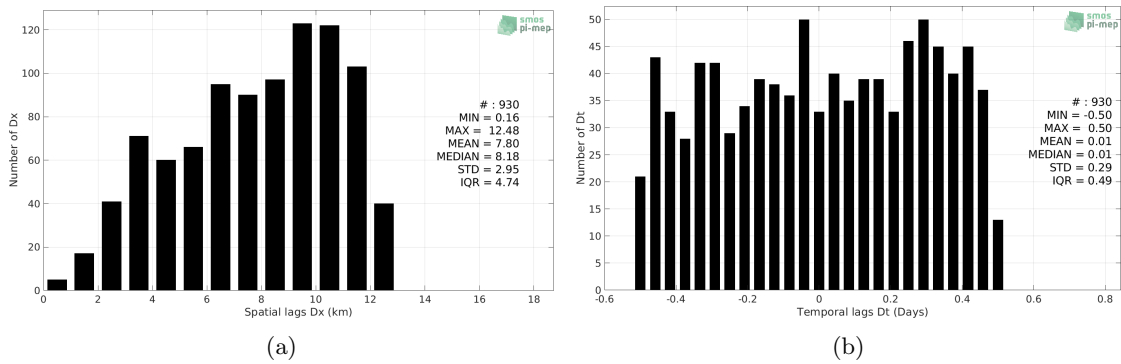 smos
pi-mep
120
100
80
60
40
20
0
Number of Dx
# : 930
MIN = 0.16
MAX = 12.48
MEAN = 7.80
MEDIAN = 8.18
STD = 2.95
IQR = 4.74
0 2 4 6 8 10 12 14 16 18
Spatial lags Dx (km)
(a)
smos
pi-mep
50
45
40
35
30
25
20
15
10
5
0
Number of Dt
# : 930
MIN = -0.50
MAX = 0.50
MEAN = 0.01
MEDIAN = 0.01
STD = 0.29
IQR = 0.49
-0.6 -0.4 -0.2 0 0.2 0.4 0.6 0.8
Temporal lags Dt (Days)
(b)